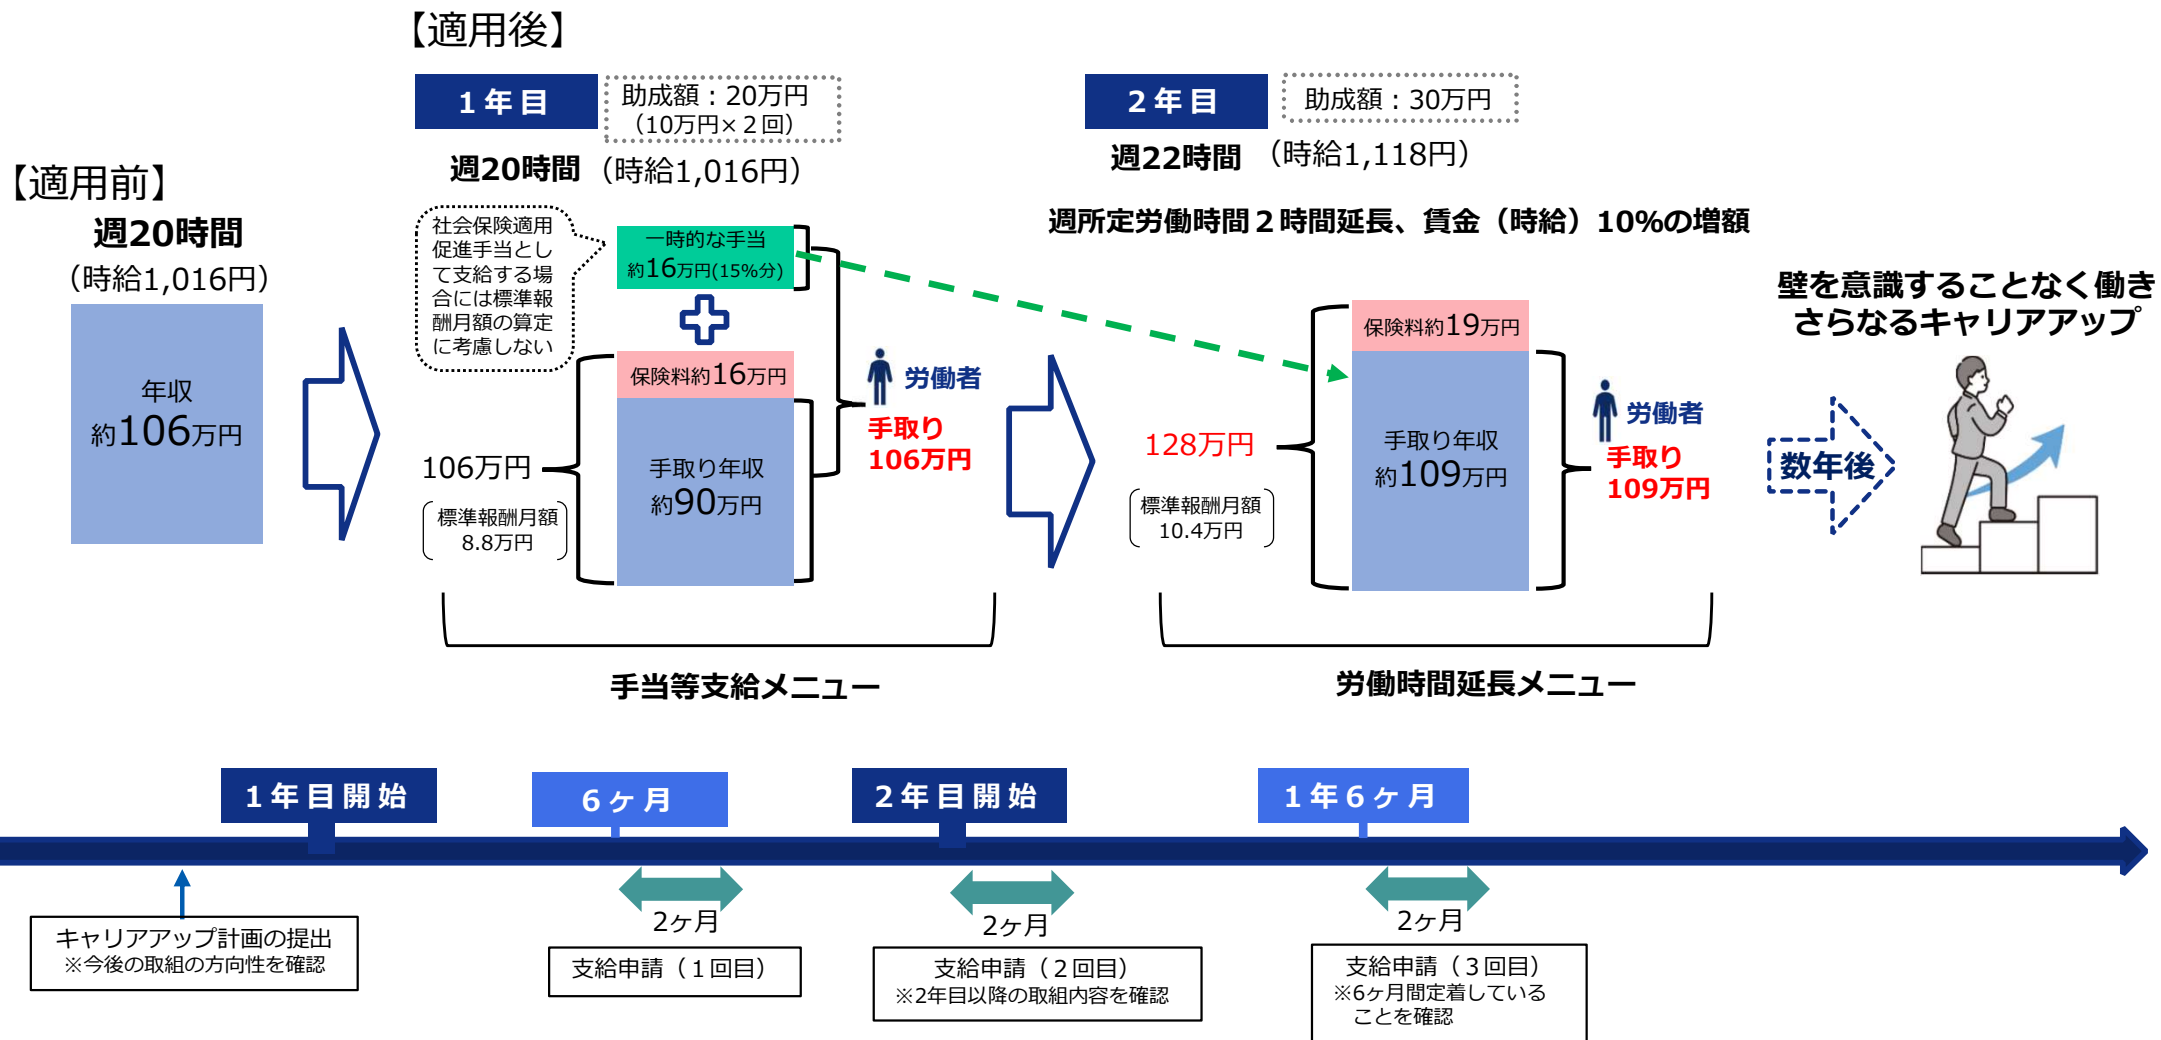 【適用後】
１年目
助成額：20万円
（10万円×２回）
週20時間（時給1,016円）
２年目
助成額：30万円
週22時間（時給1,118円）
【適用前】
週20時間
（時給1,016円）
年収
約106万円
社会保険適用
促進手当とし
て支給する場
合には標準報
酬月額の算定
に考慮しない
一時的な手当
約16万円(15%分)
保険料約16万円
手取り年収
約90万円
106万円
標準報酬月額
8.8万円
労働者
手取り
106万円
手当等支給メニュー
週所定労働時間２時間延長、賃金（時給）10%の増額
保険料約19万円
手取り年収
約109万円
128万円
標準報酬月額
10.4万円
労働者
手取り
109万円
労働時間延長メニュー
数年後
壁を意識することなく働き
さらなるキャリアアップ
１年目開始
６ヶ月
２年目開始
１年６ヶ月
キャリアアップ計画の提出
※今後の取組の方向性を確認
2ヶ月
支給申請（１回目）
2ヶ月
支給申請（２回目）
※2年目以降の取組内容を確認
2ヶ月
支給申請（３回目）
※6ヶ月間定着している
ことを確認